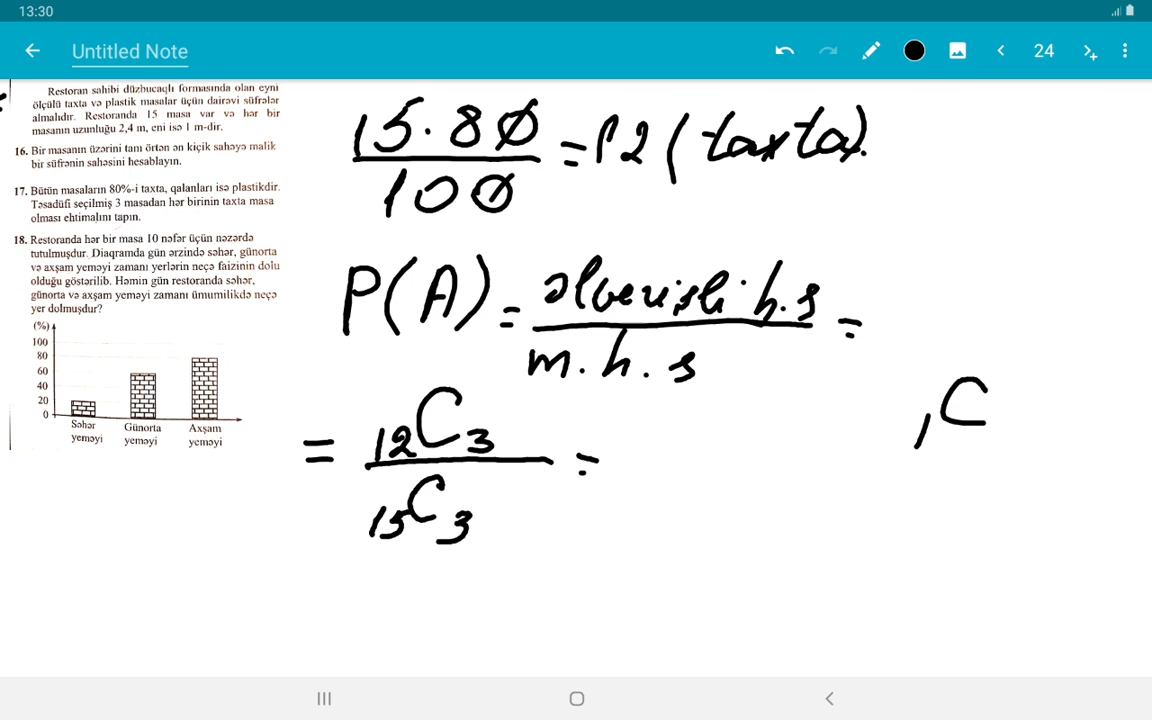 13:30
Untitled Note
24
Restoran sahibi düzbucaqlı formasında olan eyni
ölçülü taxta və plastik masalar üçün dairəvi süfrələr
almalıdır. Restoranda 15 masa var və hər bir
masanın uzunluğu 2,4 m, eni isə 1 m-dir.
16. Bir masanın üzərini tam örtən ən kiçik sahəyə malik
bir süfrənin sahəsini hesablayın.
17. Bütün masaların 80%-i taxta, qalanları isə plastikdir.
Təsadüfi seçilmiş 3 masadan hər birinin taxta masa
olması ehtimalını tapın.
18. Restoranda hər bir masa 10 nəfər üçün nəzərdə
tutulmuşdur. Diaqramda gün ərzində səhər, günorta
və axşam yeməyi zamanı yerlərin neçə faizinin dolu
olduğu göstərilib. Həmin gün restoranda səhər,
günorta və axşam yeməyi zamanı ümumilikdə neçə
yer dolmuşdur?
(%)
100
80
60
40
20
0
Səhər yeməyi
Günorta yeməyi
Axşam yeməyi
15·80
100
=12 (taxta).
P(A)= əlverişli h.s =
m.h.s
= 12C3 =
15C3
,C